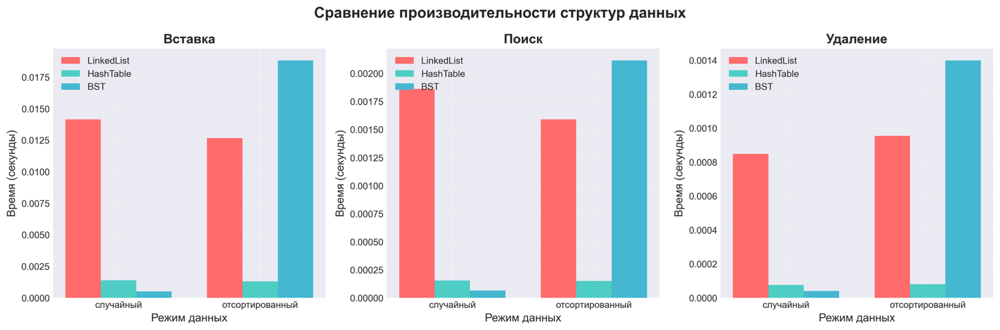 Сравнение производительности структур данных
Вставка
LinkedList
HashTable
BST
0.0175
0.0150
0.0125
0.0100
0.0075
0.0050
0.0025
0.0000
Время (секунды)
случайный отсортированный
Режим данных
Поиск
LinkedList
HashTable
BST
0.00200
0.00175
0.00150
0.00125
0.00100
0.00075
0.00050
0.00025
0.00000
Время (секунды)
случайный отсортированный
Режим данных
Удаление
LinkedList
HashTable
BST
0.0014
0.0012
0.0010
0.0008
0.0006
0.0004
0.0002
0.0000
Время (секунды)
случайный отсортированный
Режим данных